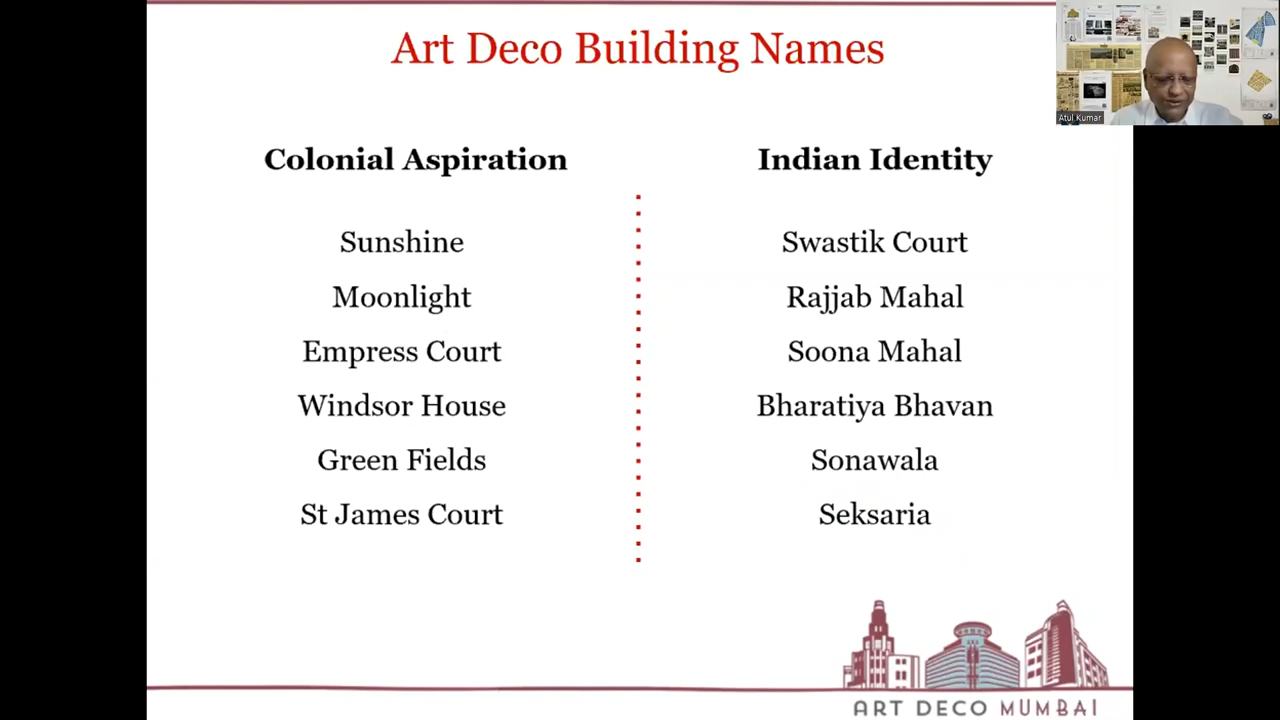 Art Deco Building Names
Atul Kumar
Colonial Aspiration
Sunshine
Moonlight
Empress Court
Windsor House
Green Fields
St James Court
Indian Identity
Swastik Court
Rajjab Mahal
Soona Mahal
Bharatiya Bhavan
Sonawala
Seksaria
ART DECO MUMBAI